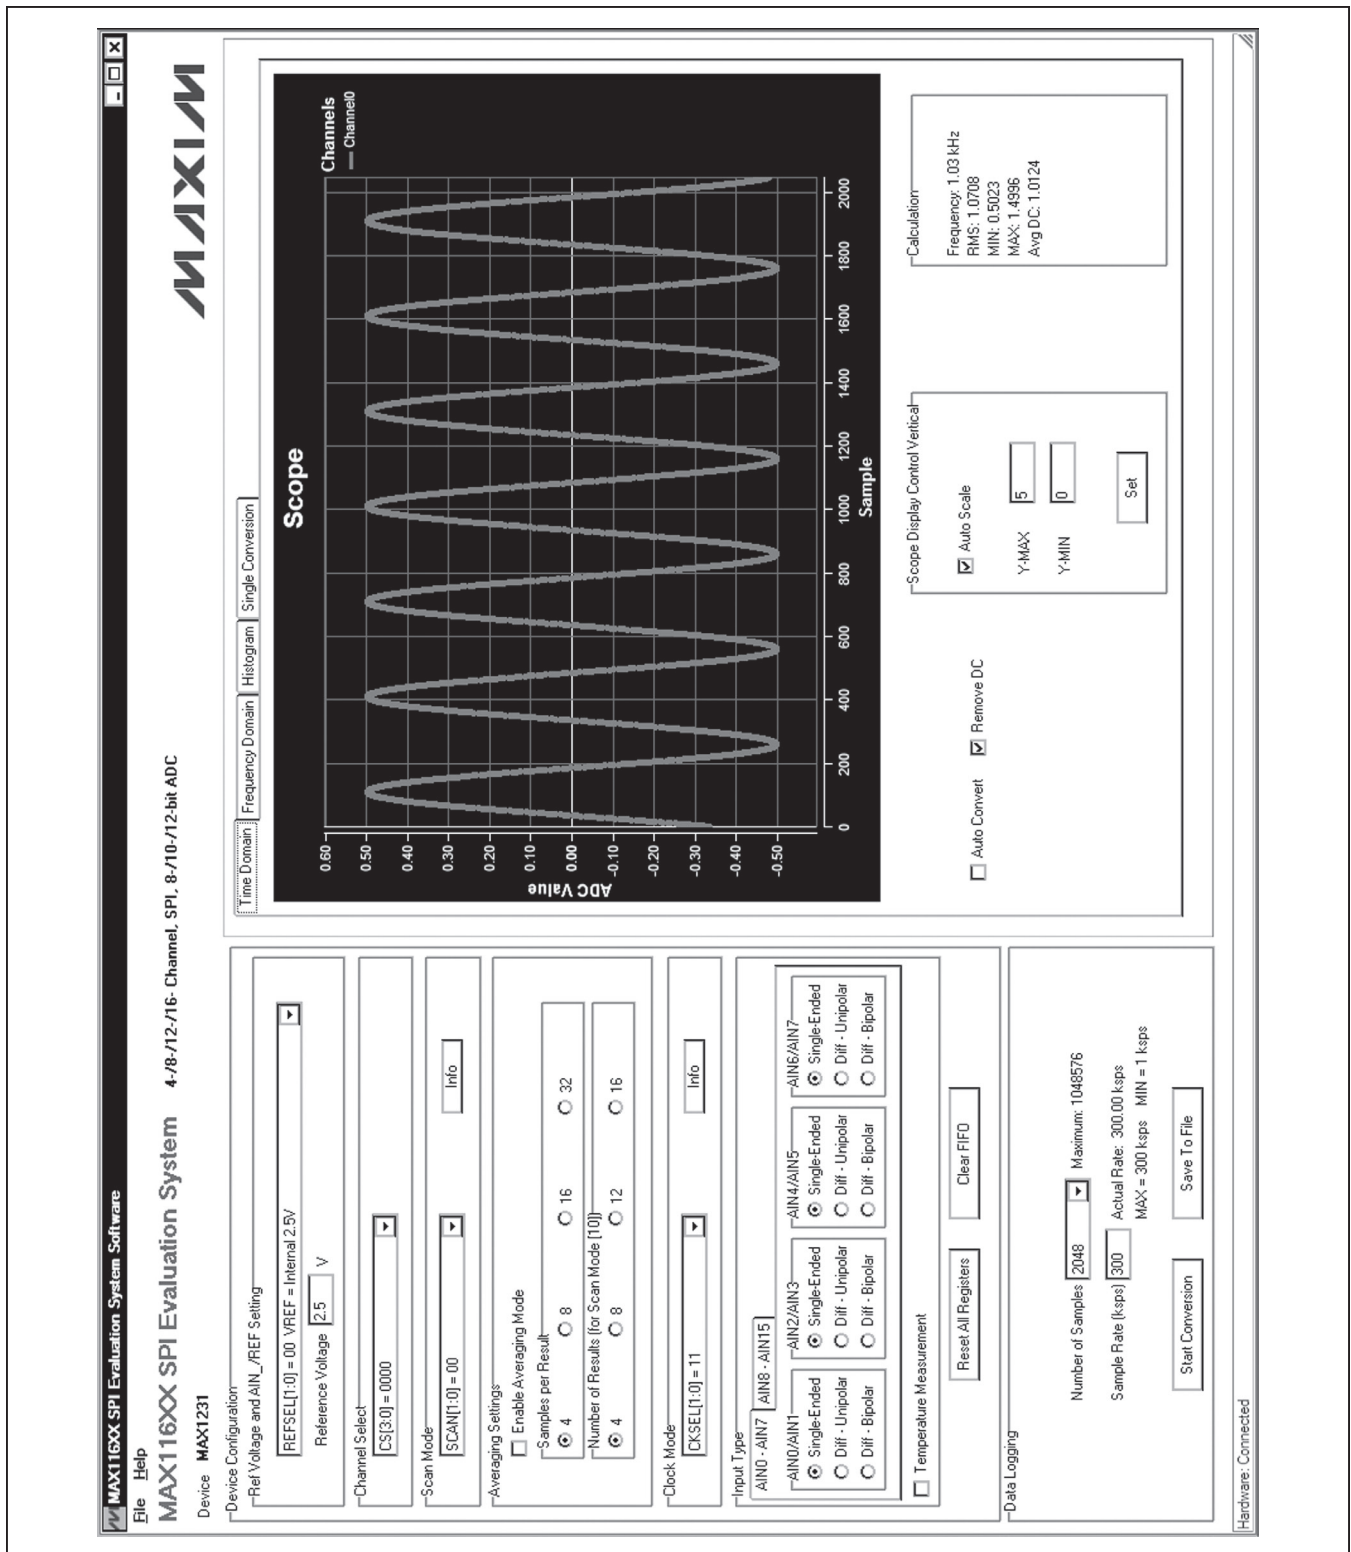 MAX116XX SPI Evaluation System Software
File Help
MAX116XX SPI Evaluation System 4-/8-/12-/16- Channel, SPI, 8-/10-/12-bit ADC
MAXIM
Device MAX1231
Device Configuration
Ref Voltage and AIN_/REF Setting
REFSEL[1:0] = 00 VREF = Internal 2.5V
Reference Voltage 2.5 V
Channel Select
CS[3:0] = 0000
Scan Mode
SCAN[1:0] = 00
Info
Averaging Settings
Enable Averaging Mode
Samples per Result
4 8 16 32
Number of Results (for Scan Mode [10])
4 8 12 16
Clock Mode
CKSEL[1:0] = 11
Info
Input Type
AIN0 - AIN7 AIN8 - AIN15
AIN0/AIN1 AIN2/AIN3 AIN4/AIN5 AIN6/AIN7
Single-Ended Single-Ended Single-Ended Single-Ended
Diff - Unipolar Diff - Unipolar Diff - Unipolar Diff - Unipolar
Diff - Bipolar Diff - Bipolar Diff - Bipolar Diff - Bipolar
Temperature Measurement
Reset All Registers Clear FIFO
Data Logging
Number of Samples 2048 Maximum: 1048576
Sample Rate (ksps) 300 Actual Rate: 300.00 ksps
MAX = 300 ksps MIN = 1 ksps
Start Conversion Save To File
Time Domain Frequency Domain Histogram Single Conversion
Scope
Channels
Channel0
ADC Value
0.60
0.50
0.40
0.30
0.20
0.10
0.00
-0.10
-0.20
-0.30
-0.40
-0.50
0 200 400 600 800 1000 1200 1400 1600 1800 2000
Sample
Auto Convert Remove DC
Scope Display Control Vertical
Auto Scale
Y-MAX 5
Y-MIN 0
Set
Calculation
Frequency: 1.03 kHz
RMS: 1.0708
MIN: 0.5023
MAX: 1.4996
Avg DC: 1.0124
Hardware: Connected